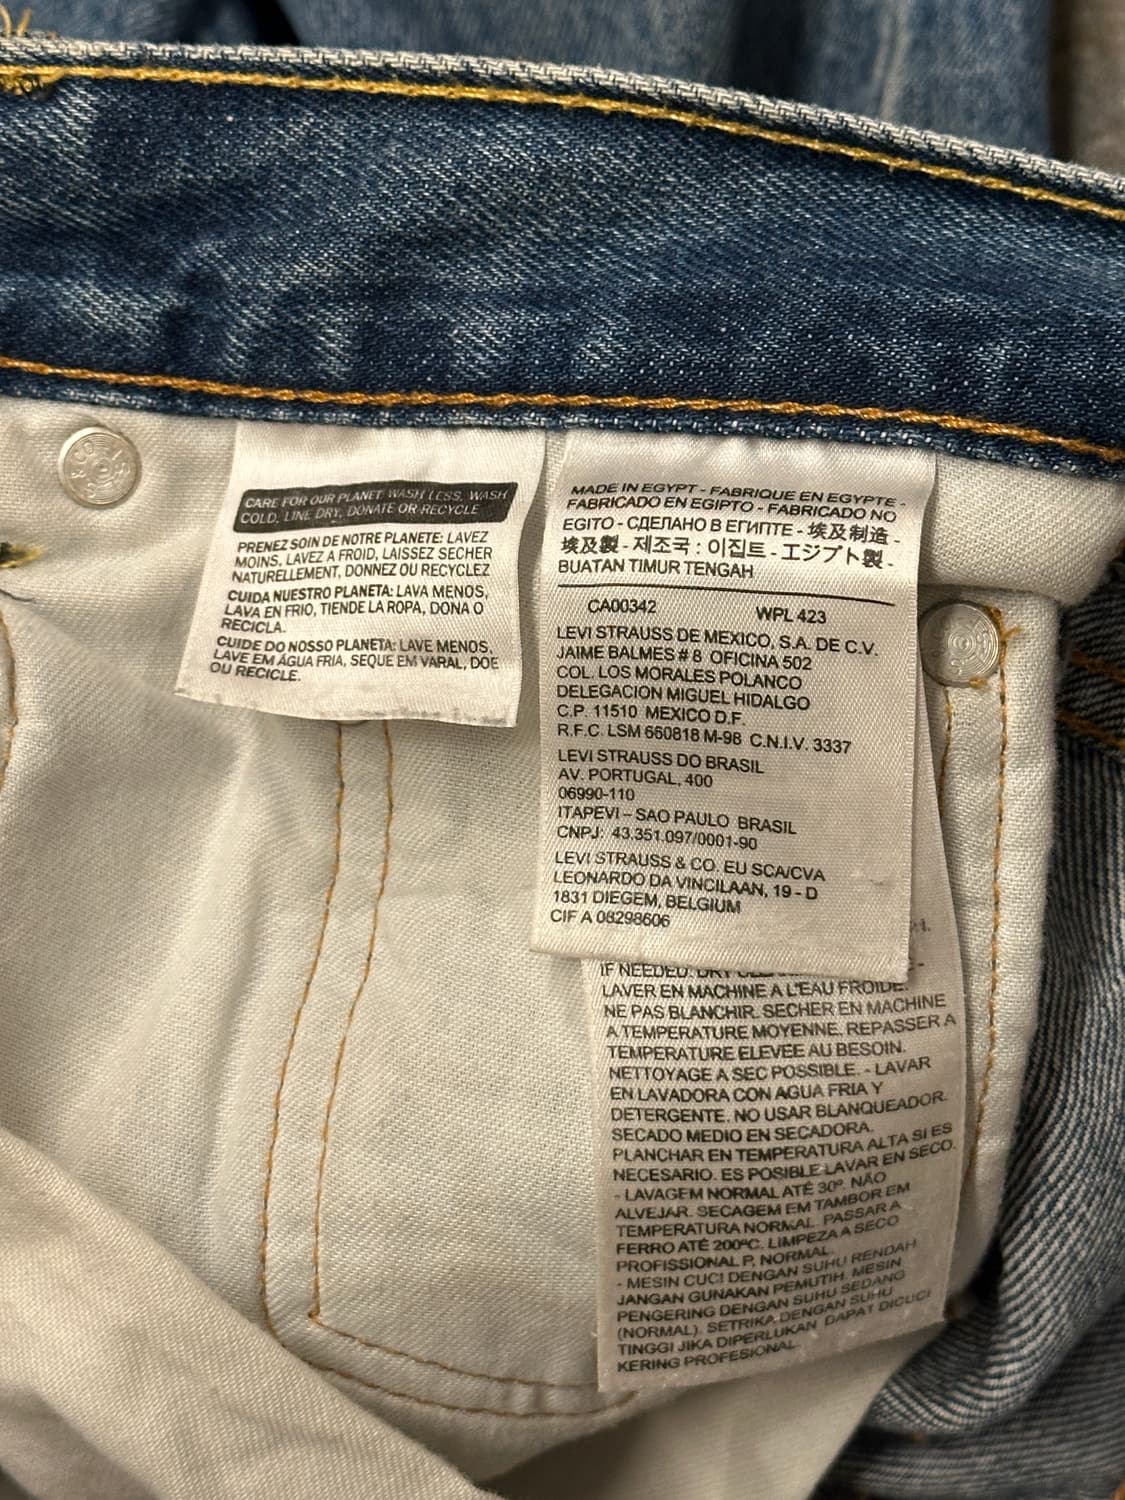 CARE FOR OUR PLANET: WASH LESS, WASH
COLD, LINE DRY, DONATE OR RECYCLE
PRENEZ SOIN DE NOTRE PLANETE: LAVEZ
MOINS, LAVEZ A FROID, LAISSEZ SECHER
NATURELLEMENT, DONNEZ OU RECYCLEZ
CUIDA NUESTRO PLANETA: LAVA MENOS,
LAVA EN FRIO, TIENDE LA ROPA, DONA O
RECICLA.
CUIDE DO NOSSO PLANETA: LAVE MENOS,
LAVE EM ÁGUA FRIA, SEQUE EM VARAL, DOE
OU RECICLE.
MADE IN EGYPT - FABRIQUE EN EGYPTE -
FABRICADO EN EGIPTO - FABRICADO NO
EGITO - СДЕЛАНО В ЕГИПТЕ - 埃及制造 -
埃及製 - 제조국 : 이집트 - エジプト製 -
BUATAN TIMUR TENGAH
CA00342 WPL 423
LEVI STRAUSS DE MEXICO, S.A. DE C.V.
JAIME BALMES # 8 OFICINA 502
COL. LOS MORALES POLANCO
DELEGACION MIGUEL HIDALGO
C.P. 11510 MEXICO D.F.
R.F.C. LSM 660818 M-98 C.N.I.V. 3337
LEVI STRAUSS DO BRASIL
AV. PORTUGAL, 400
06990-110
ITAPEVI – SAO PAULO BRASIL
CNPJ: 43.351.097/0001-90
LEVI STRAUSS & CO. EU SCA/CVA
LEONARDO DA VINCILAAN, 19 - D
1831 DIEGEM, BELGIUM
CIF A 08298606
IF NEEDED. DRY
LAVER EN MACHINE A L'EAU FROIDE.
NE PAS BLANCHIR. SECHER EN MACHINE
A TEMPERATURE MOYENNE. REPASSER A
TEMPERATURE ELEVEE AU BESOIN.
NETTOYAGE A SEC POSSIBLE. - LAVAR
EN LAVADORA CON AGUA FRIA Y
DETERGENTE. NO USAR BLANQUEADOR.
SECADO MEDIO EN SECADORA.
PLANCHAR EN TEMPERATURA ALTA SI ES
NECESARIO. ES POSIBLE LAVAR EN SECO.
- LAVAGEM NORMAL ATÉ 30º. NÃO
ALVEJAR. SECAGEM EM TAMBOR EM
TEMPERATURA NORMAL. PASSAR A
FERRO ATÉ 200ºC. LIMPEZA A SECO
PROFISSIONAL P, NORMAL.
- MESIN CUCI DENGAN SUHU RENDAH
JANGAN GUNAKAN PEMUTIH. MESIN
PENGERING DENGAN SUHU SEDANG
(NORMAL). SETRIKA DENGAN SUHU
TINGGI JIKA DIPERLUKAN DAPAT DICUCI
KERING PROFESIONAL.